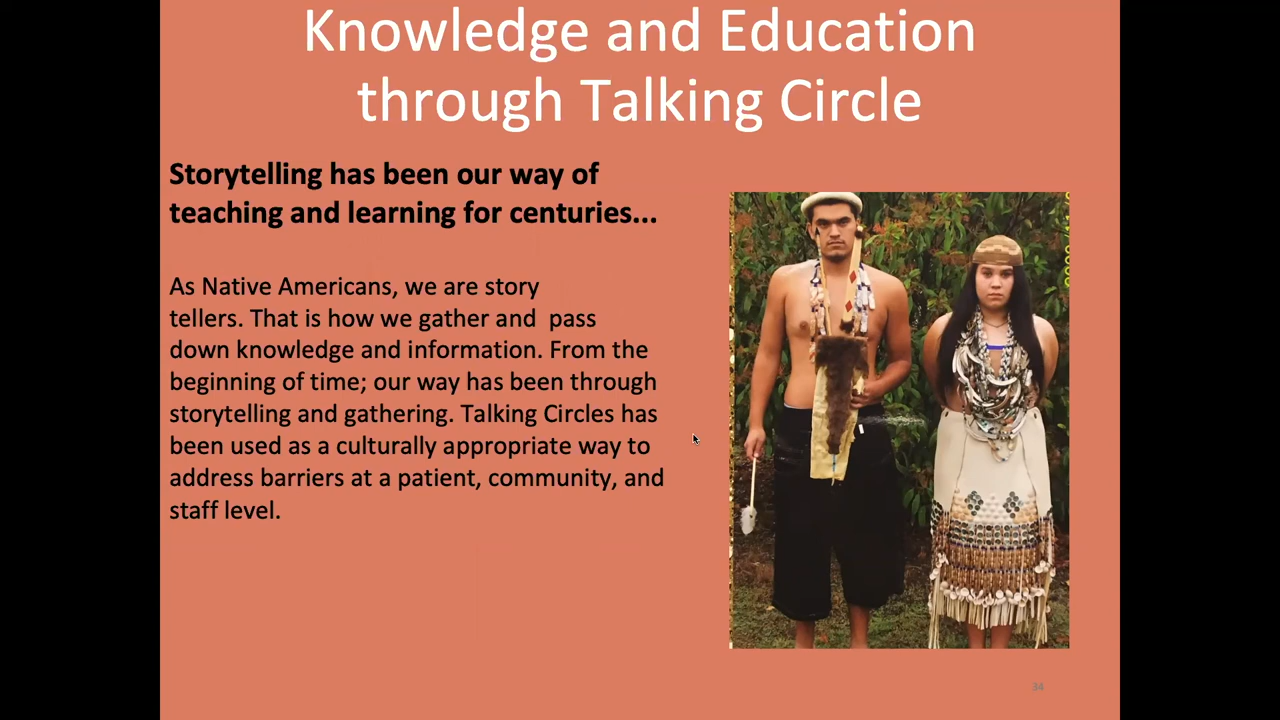 Knowledge and Education
through Talking Circle
Storytelling has been our way of
teaching and learning for centuries...
As Native Americans, we are story
tellers. That is how we gather and  pass
down knowledge and information. From the
beginning of time; our way has been through
storytelling and gathering. Talking Circles has
been used as a culturally appropriate way to
address barriers at a patient, community, and
staff level.
34